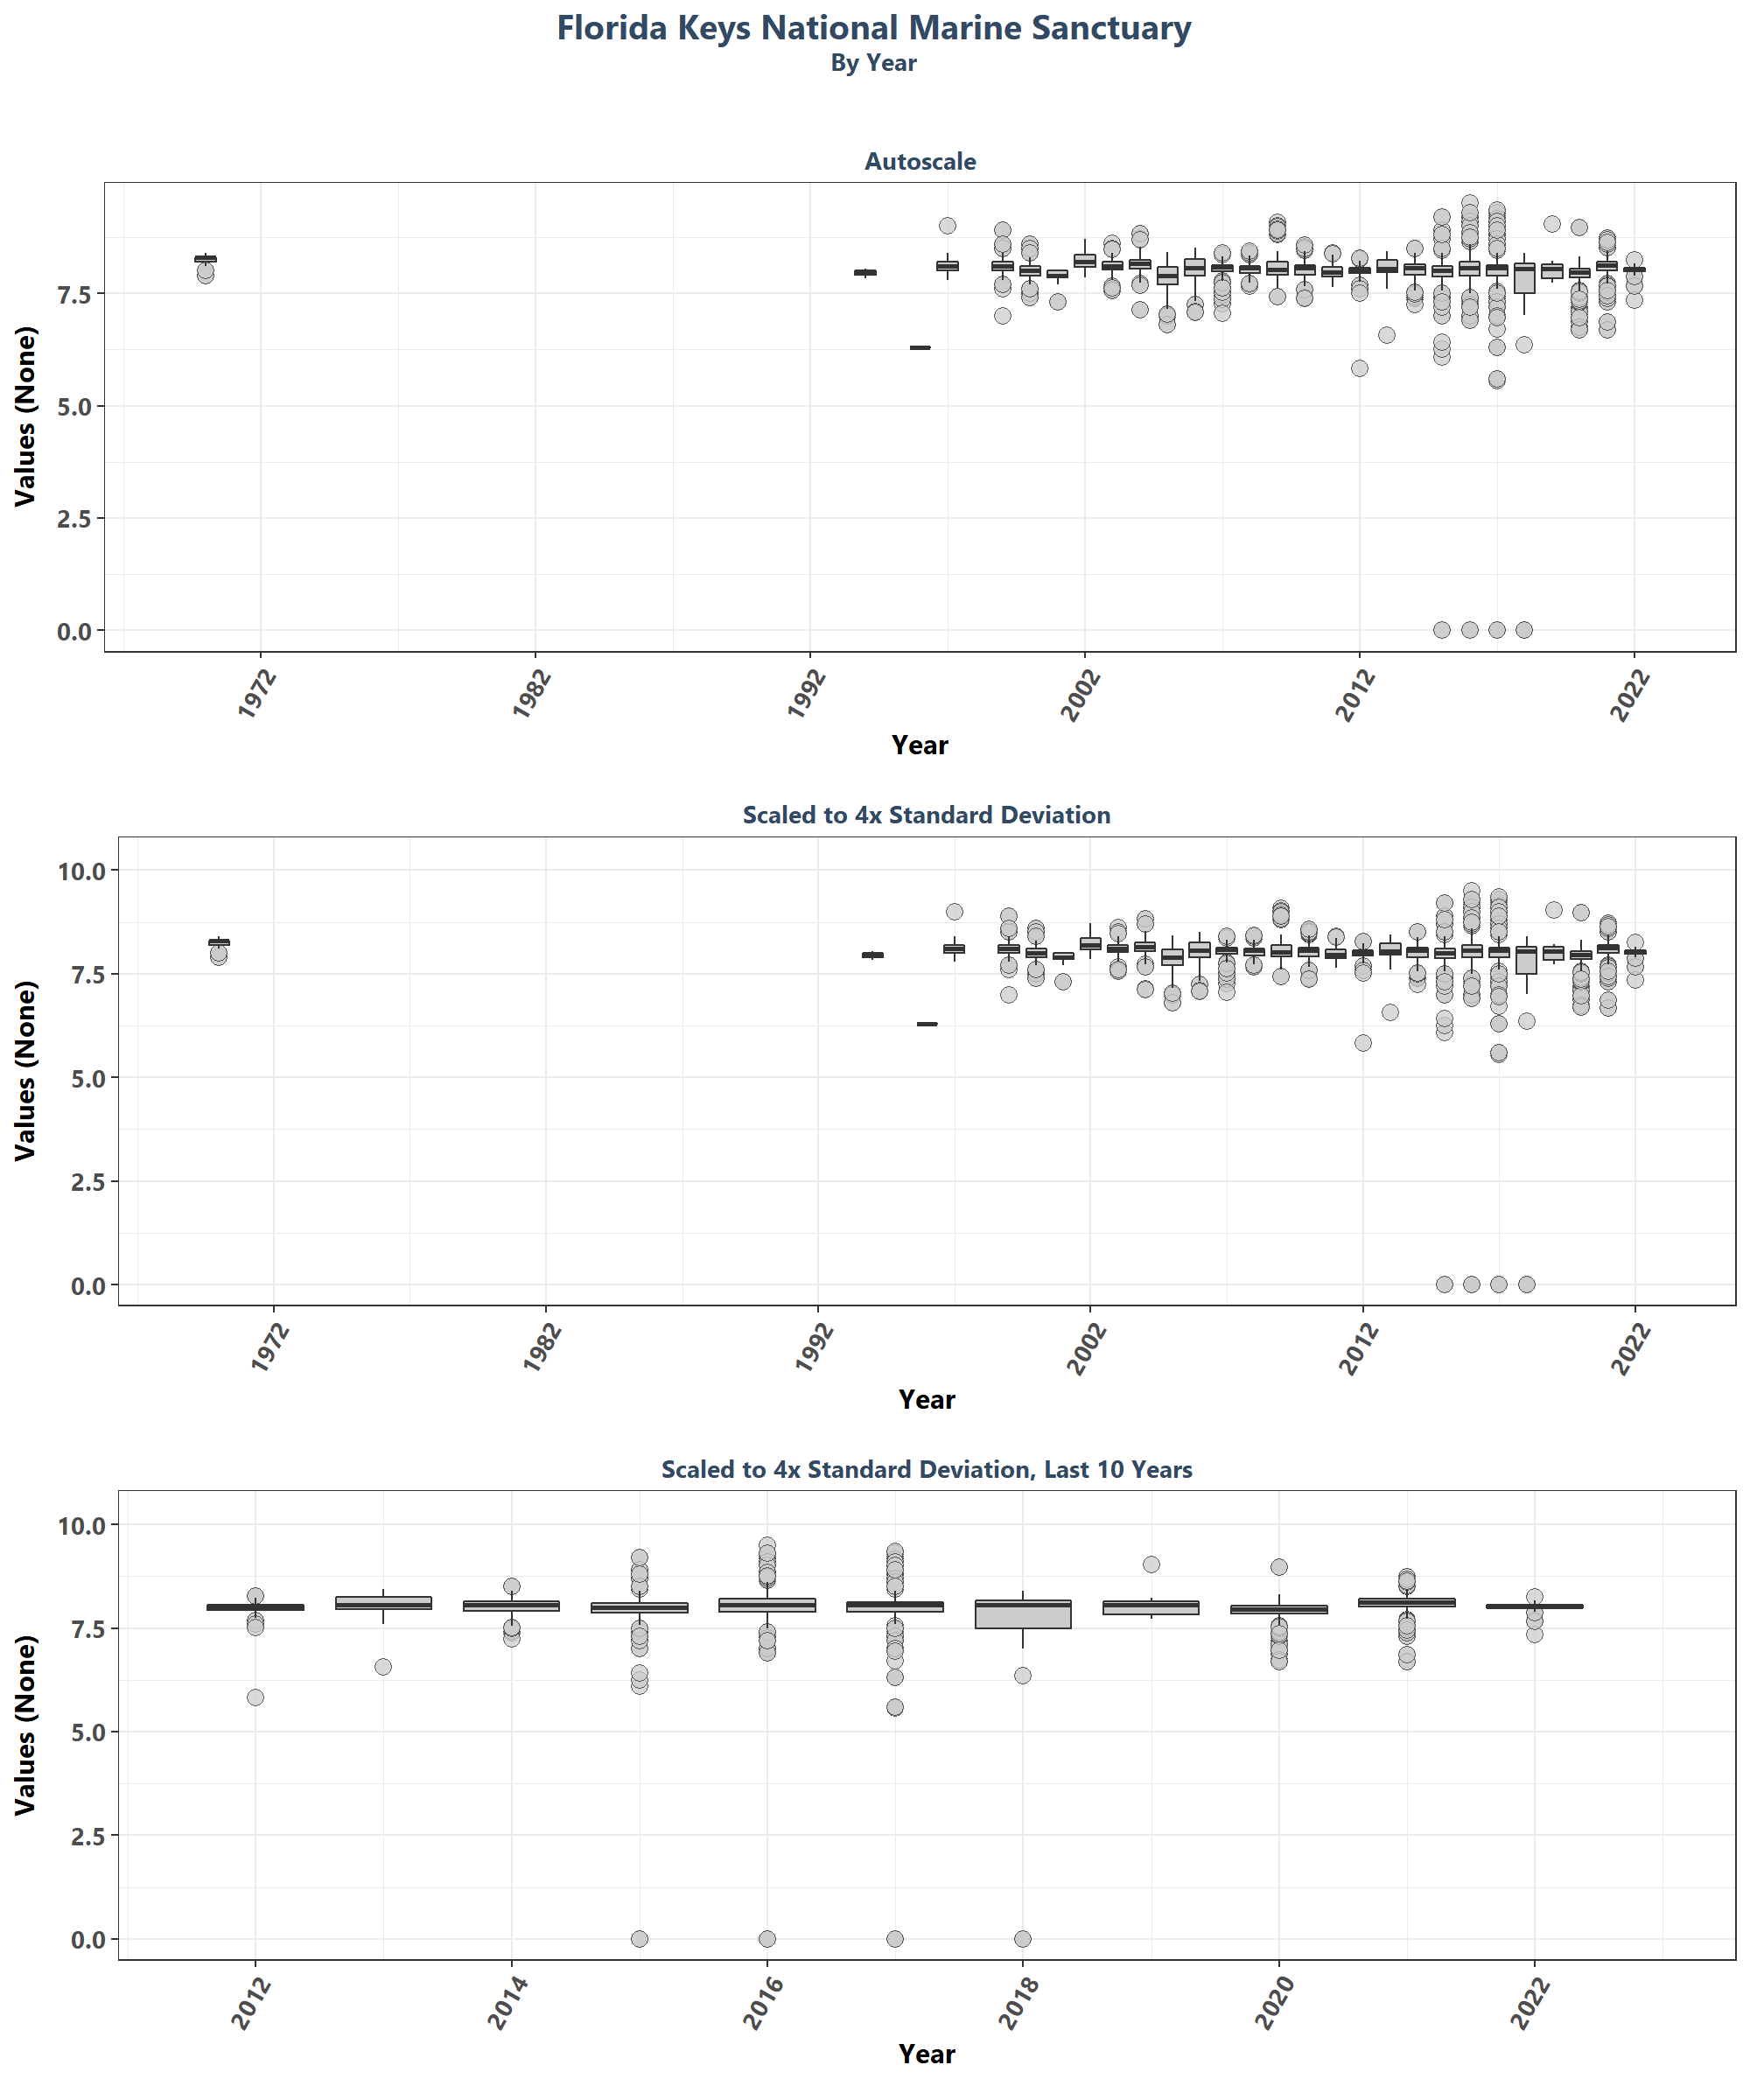 Florida Keys National Marine Sanctuary
By Year
Autoscale
Values (None)
7.5
5.0
2.5
0.0
1972 1982 1992 2002 2012 2022
Year
Scaled to 4x Standard Deviation
Values (None)
10.0
7.5
5.0
2.5
0.0
1972 1982 1992 2002 2012 2022
Year
Scaled to 4x Standard Deviation, Last 10 Years
Values (None)
10.0
7.5
5.0
2.5
0.0
2012 2014 2016 2018 2020 2022
Year